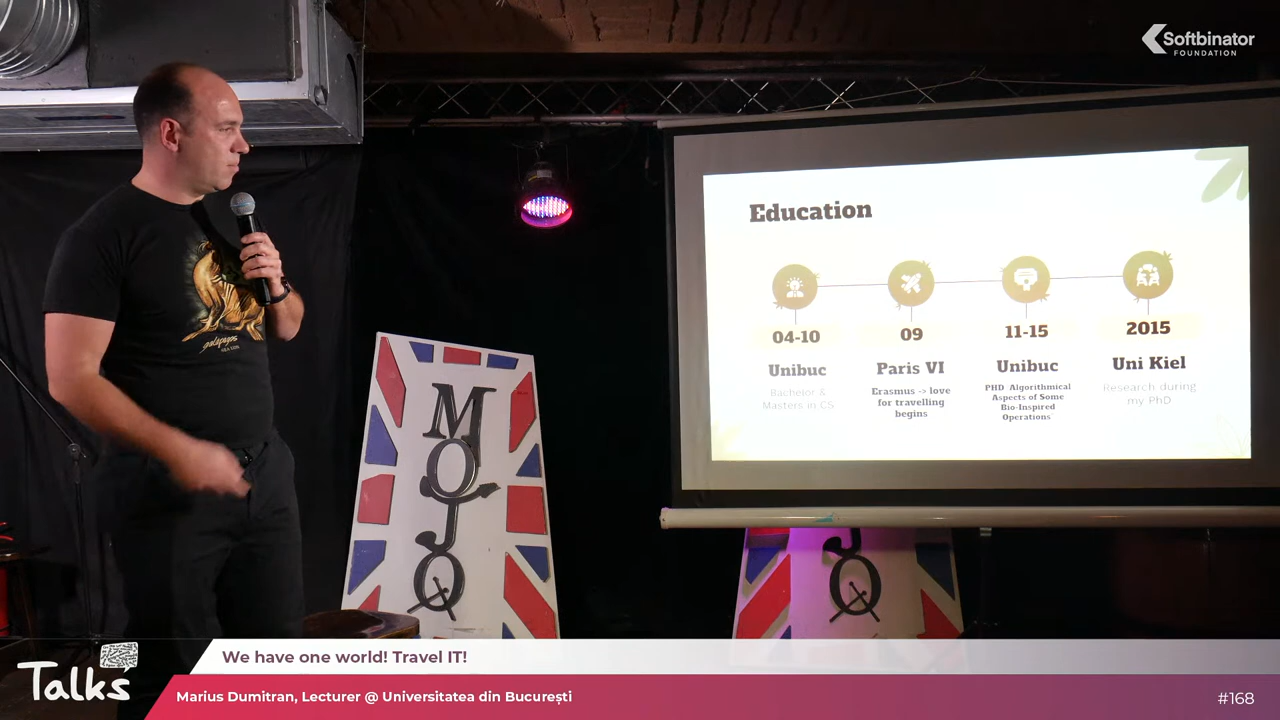 Softbinator
FOUNDATION
Education
04-10
09
11-15
2015
Unibuc
Paris VI
Unibuc
Uni Kiel
Bachelor &
Masters in CS
Erasmus -> love
for travelling
begins
PHD Algorithmical
Aspects of Some
Bio-Inspired
Operations
Research during
my PhD
galapagos
MOJO
JO
Talks
We have one world! Travel IT!
Marius Dumitran, Lecturer @ Universitatea din București
#168